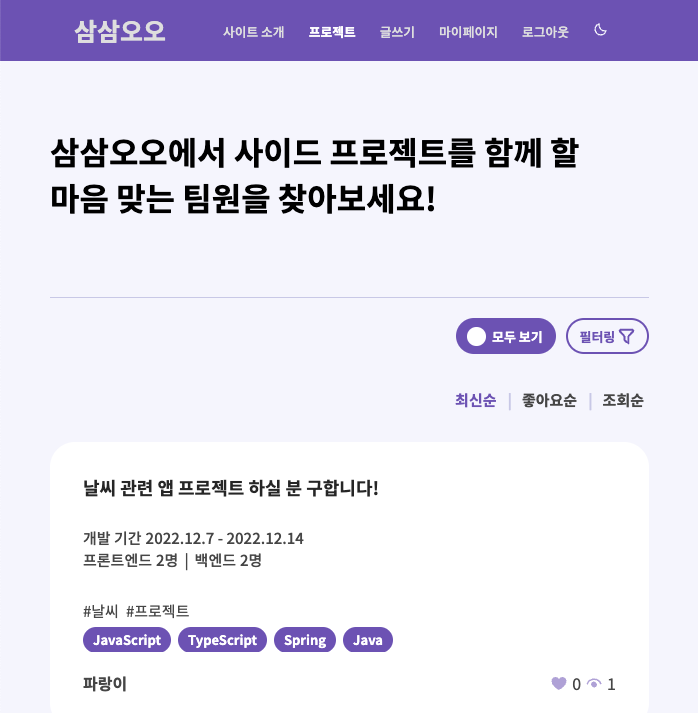 삼삼오오
사이트 소개 프로젝트 글쓰기 마이페이지 로그아웃
삼삼오오에서 사이드 프로젝트를 함께 할
마음 맞는 팀원을 찾아보세요!
모두 보기 필터링
최신순 | 좋아요순 | 조회순
날씨 관련 앱 프로젝트 하실 분 구합니다!
개발 기간 2022.12.7 - 2022.12.14
프론트엔드 2명 | 백엔드 2명
#날씨 #프로젝트
JavaScript TypeScript Spring Java
파랑이 0 1